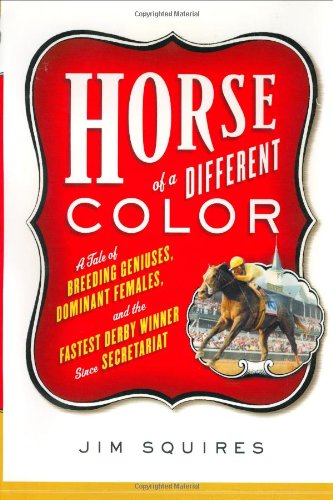 HORSE
of a DIFFERENT
COLOR
A Tale of
BREEDING GENIUSES,
DOMINANT FEMALES,
and the
FASTEST DERBY WINNER
Since SECRETARIAT
JIM SQUIRES